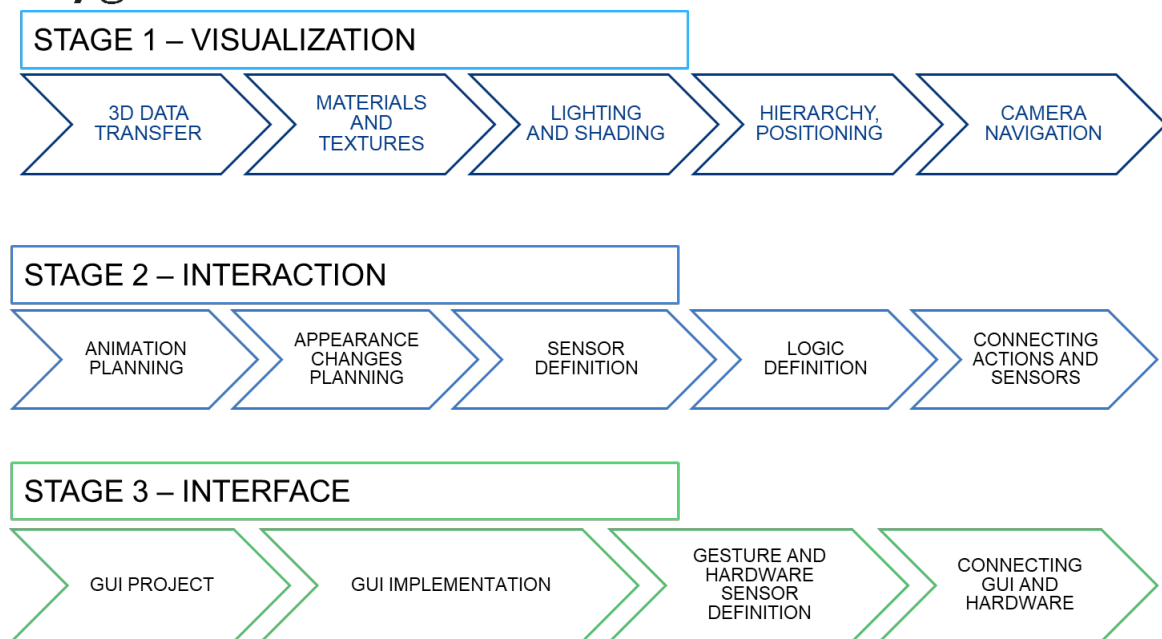 STAGE 1 – VISUALIZATION
3D DATA
TRANSFER
MATERIALS
AND
TEXTURES
LIGHTING
AND SHADING
HIERARCHY,
POSITIONING
CAMERA
NAVIGATION
STAGE 2 – INTERACTION
ANIMATION
PLANNING
APPEARANCE
CHANGES
PLANNING
SENSOR
DEFINITION
LOGIC
DEFINITION
CONNECTING
ACTIONS AND
SENSORS
STAGE 3 – INTERFACE
GUI PROJECT
GUI IMPLEMENTATION
GESTURE AND
HARDWARE
SENSOR
DEFINITION
CONNECTING
GUI AND
HARDWARE